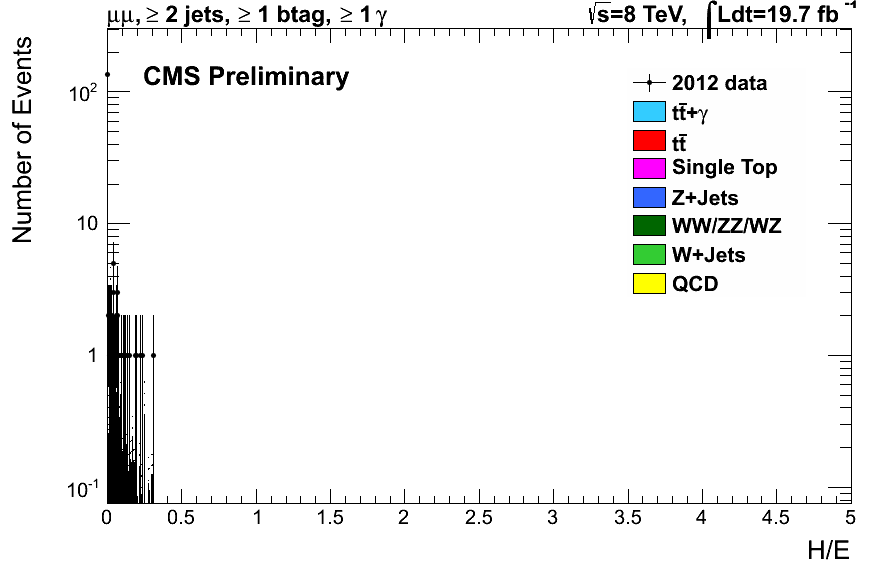 μμ, ≥ 2 jets, ≥ 1 btag, ≥ 1 γ
√s=8 TeV, ∫Ldt=19.7 fb⁻¹
CMS Preliminary
2012 data
tt̄+γ
tt̄
Single Top
Z+Jets
WW/ZZ/WZ
W+Jets
QCD
Number of Events
10²
10
1
10⁻¹
0 0.5 1 1.5 2 2.5 3 3.5 4 4.5 5
H/E